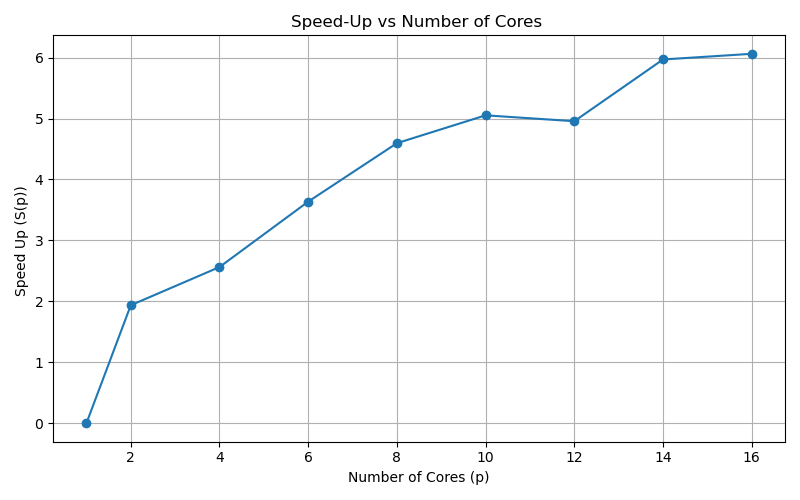 Speed-Up vs Number of Cores
Speed Up (S(p))
6
5
4
3
2
1
0
2 4 6 8 10 12 14 16
Number of Cores (p)